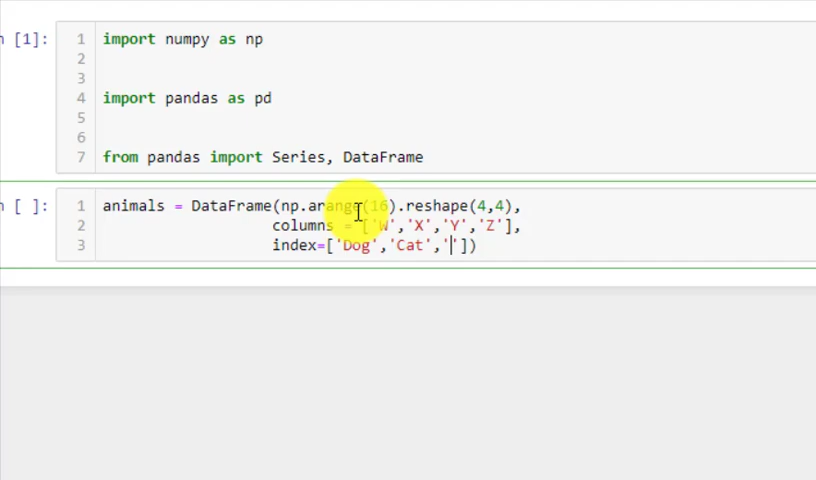 n [1]:
1 import numpy as np
2
3
4 import pandas as pd
5
6
7 from pandas import Series, DataFrame
n [ ]:
1 animals = DataFrame(np.arange(16).reshape(4,4),
2 columns = ['W','X','Y','Z'],
3 index=['Dog','Cat',''])